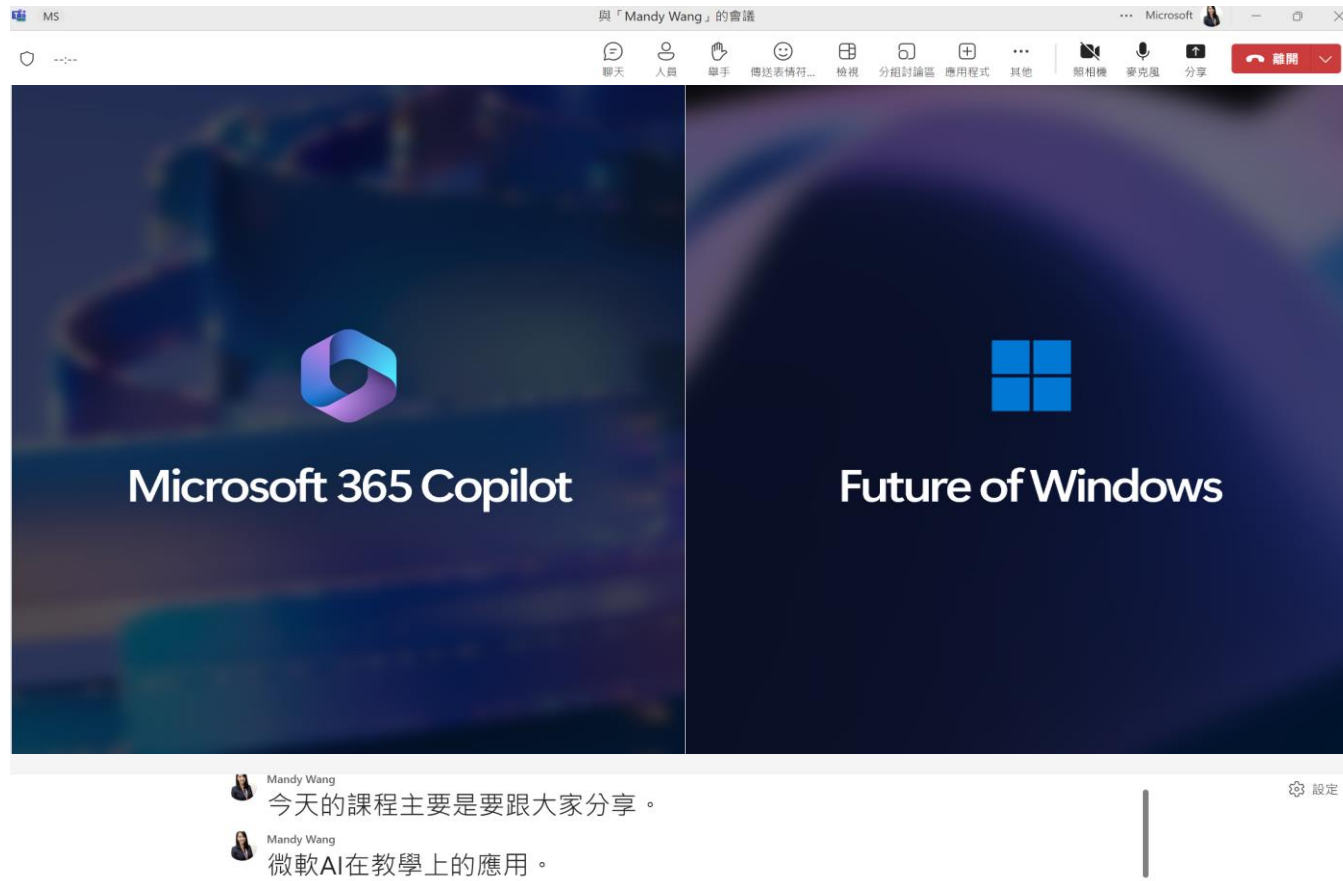 MS
與「Mandy Wang」的會議
••• Microsoft
--:--
聊天
人員
舉手
傳送表情符...
檢視
分組討論區
應用程式
其他
照相機
麥克風
分享
離開
Microsoft 365 Copilot
Future of Windows
Mandy Wang
今天的課程主要是要跟大家分享。
設定
Mandy Wang
微軟AI在教學上的應用。